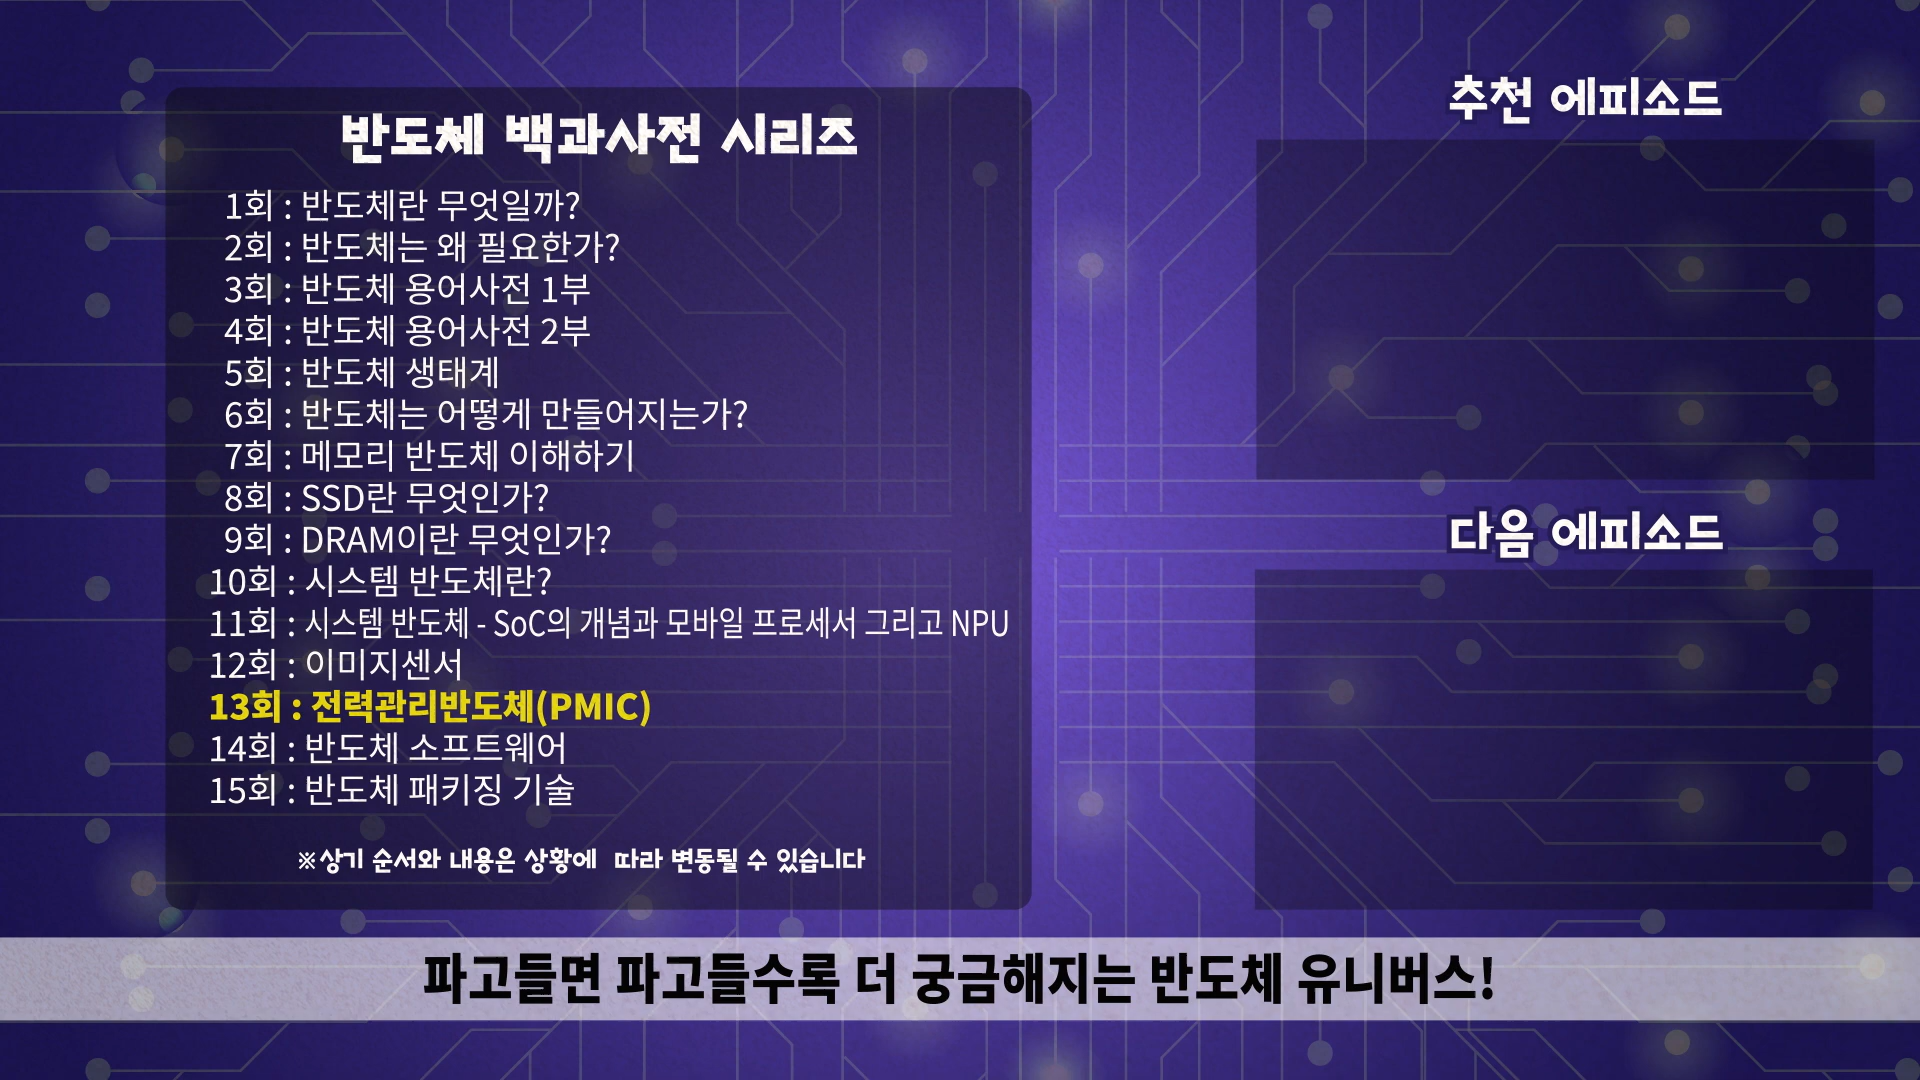 반도체 백과사전 시리즈
1회 : 반도체란 무엇일까?
2회 : 반도체는 왜 필요한가?
3회 : 반도체 용어사전 1부
4회 : 반도체 용어사전 2부
5회 : 반도체 생태계
6회 : 반도체는 어떻게 만들어지는가?
7회 : 메모리 반도체 이해하기
8회 : SSD란 무엇인가?
9회 : DRAM이란 무엇인가?
10회 : 시스템 반도체란?
11회 : 시스템 반도체 - SoC의 개념과 모바일 프로세서 그리고 NPU
12회 : 이미지센서
13회 : 전력관리반도체(PMIC)
14회 : 반도체 소프트웨어
15회 : 반도체 패키징 기술
※상기 순서와 내용은 상황에 따라 변동될 수 있습니다
추천 에피소드
다음 에피소드
파고들면 파고들수록 더 궁금해지는 반도체 유니버스!